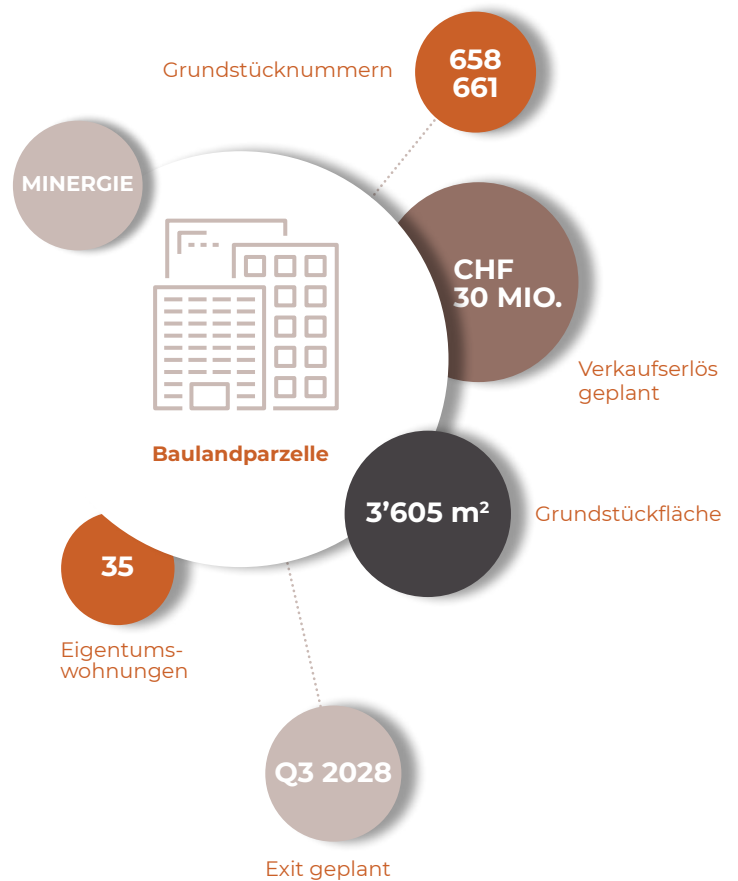 Grundstücknummern
658
661
MINERGIE
CHF
30 MIO.
Verkaufserlös
geplant
Baulandparzelle
3’605 m²
Grundstückfläche
35
Eigentums-
wohnungen
Q3 2028
Exit geplant